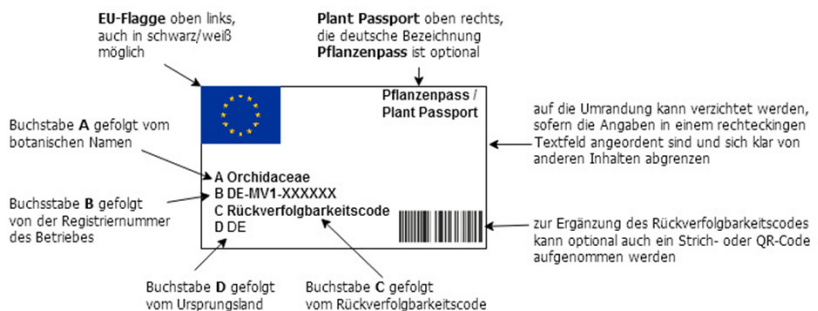 EU-Flagge oben links,
auch in schwarz/weiß
möglich
Plant Passport oben rechts,
die deutsche Bezeichnung
Pflanzenpass ist optional
Pflanzenpass /
Plant Passport
Buchstabe A gefolgt vom
botanischen Namen
Buchsstabe B gefolgt
von der Registriernummer
des Betriebes
A Orchidaceae
B DE-MV1-XXXXXX
C Rückverfolgbarkeitscode
D DE
auf die Umrandung kann verzichtet werden,
sofern die Angaben in einem rechteckingen
Textfeld angeordent sind und sich klar von
anderen Inhalten abgrenzen
zur Ergänzung des Rückverfolgbarkeitscodes
kann optional auch ein Strich- oder QR-Code
aufgenommen werden
Buchstabe D gefolgt
vom Ursprungsland
Buchstabe C gefolgt
vom Rückverfolgbarkeitscode